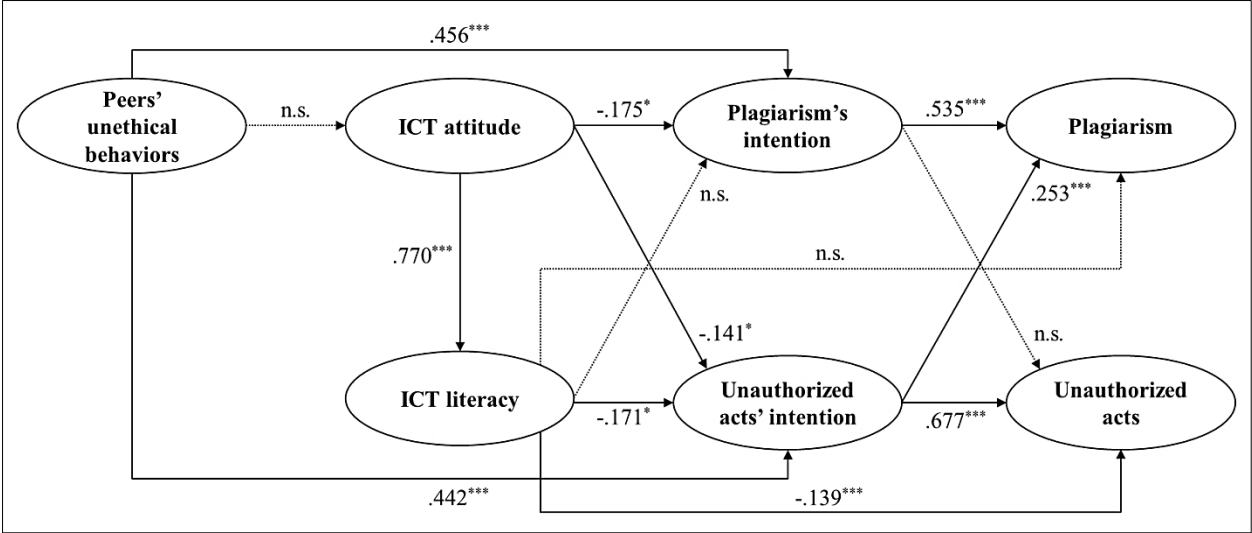 .456***
Peers’
unethical
behaviors
n.s.
ICT attitude
-.175*
Plagiarism’s
intention
.535***
Plagiarism
n.s.
.253***
.770***
n.s.
-.141*
n.s.
ICT literacy
-.171*
Unauthorized
acts’ intention
.677***
Unauthorized
acts
.442***
-.139***